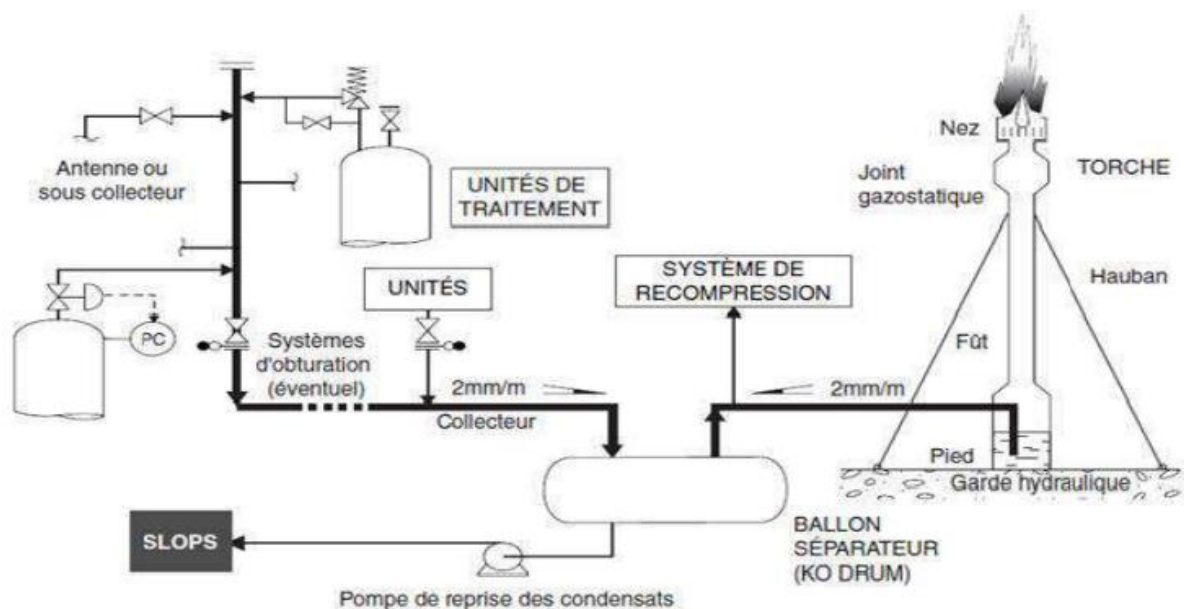 Nez
Antenne ou
sous collecteur
UNITÉS DE
TRAITEMENT
Joint
gazostatique
TORCHE
UNITÉS
SYSTÈME DE
RECOMPRESSION
Hauban
PC
Systèmes
d'obturation
(éventuel)
2mm/m
2mm/m
Fût
Collecteur
Pied
Garde hydraulique
SLOPS
BALLON
SÉPARATEUR
(KO DRUM)
Pompe de reprise des condensats